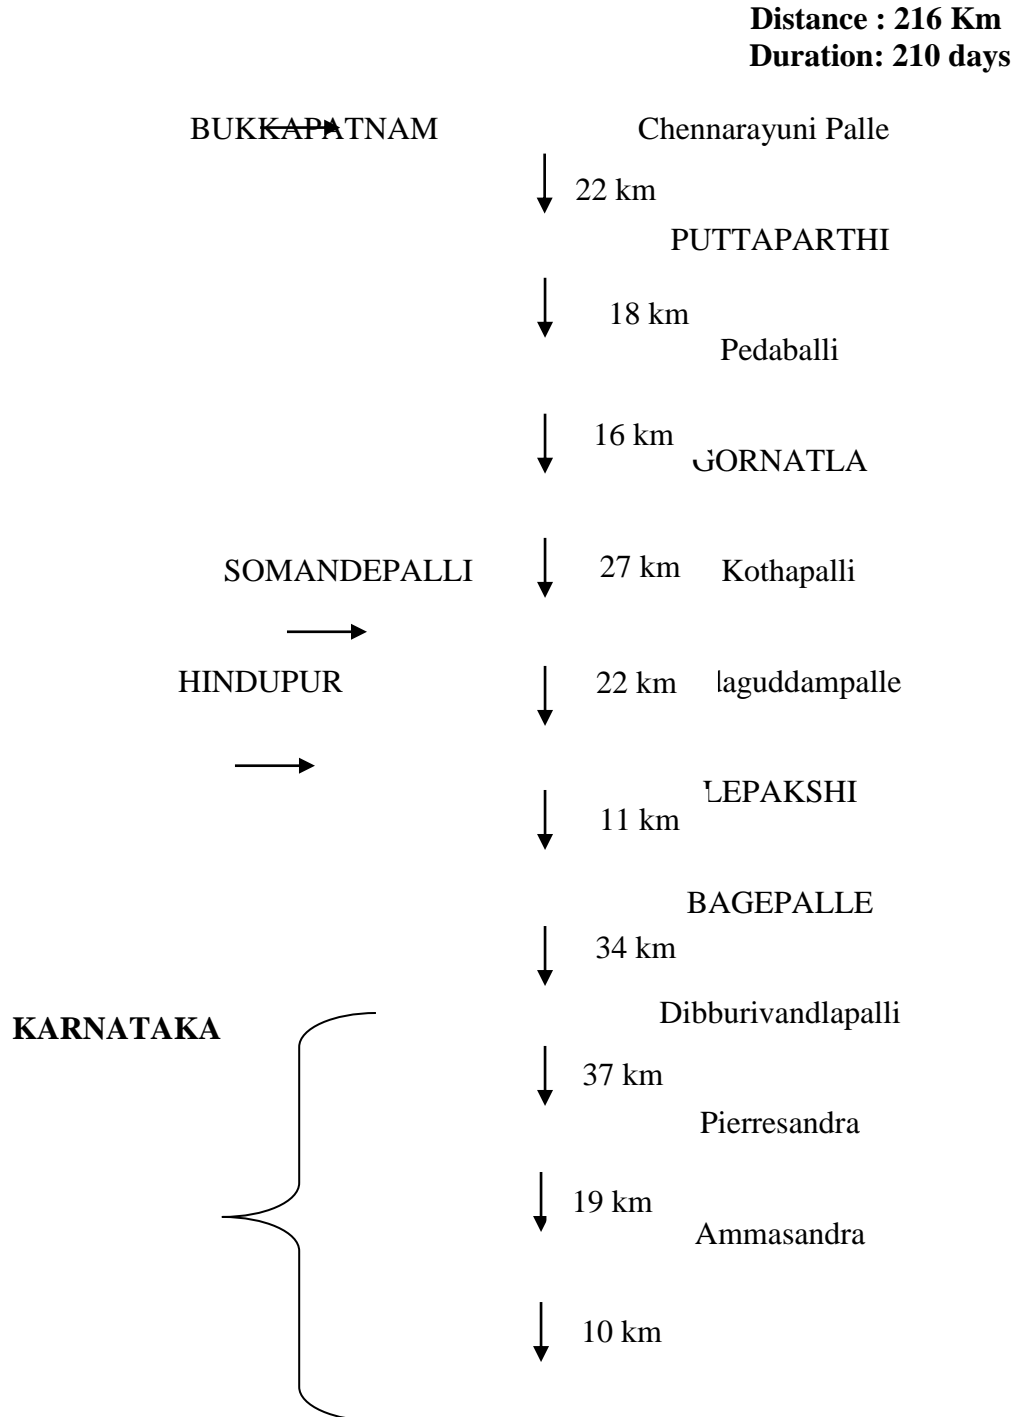 Distance : 216 Km
Duration: 210 days
BUKKAPATNAM Chennarayuni Palle
22 km
PUTTAPARTHI
18 km
Pedaballi
16 km
GORNATLA
SOMANDEPALLI 27 km Kothapalli
HINDUPUR 22 km
LEPAKSHI
11 km
BAGEPALLE
34 km
Dibburivandlapalli
KARNATAKA
37 km
Pierresandra
19 km
Ammasandra
10 km